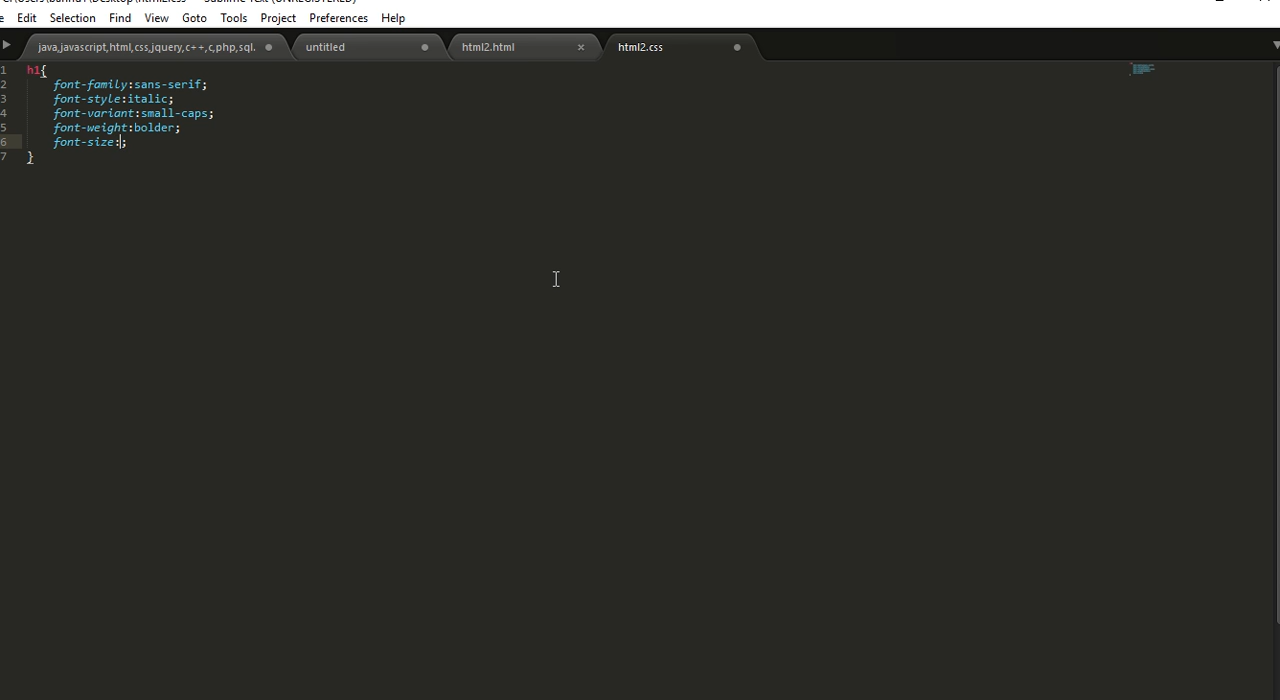 Edit Selection Find View Goto Tools Project Preferences Help
java,javascript,html,css,jquery,c++,c,php,sql. untitled html2.html html2.css
1 h1{
2 font-family:sans-serif;
3 font-style:italic;
4 font-variant:small-caps;
5 font-weight:bolder;
6 font-size:;
7 }